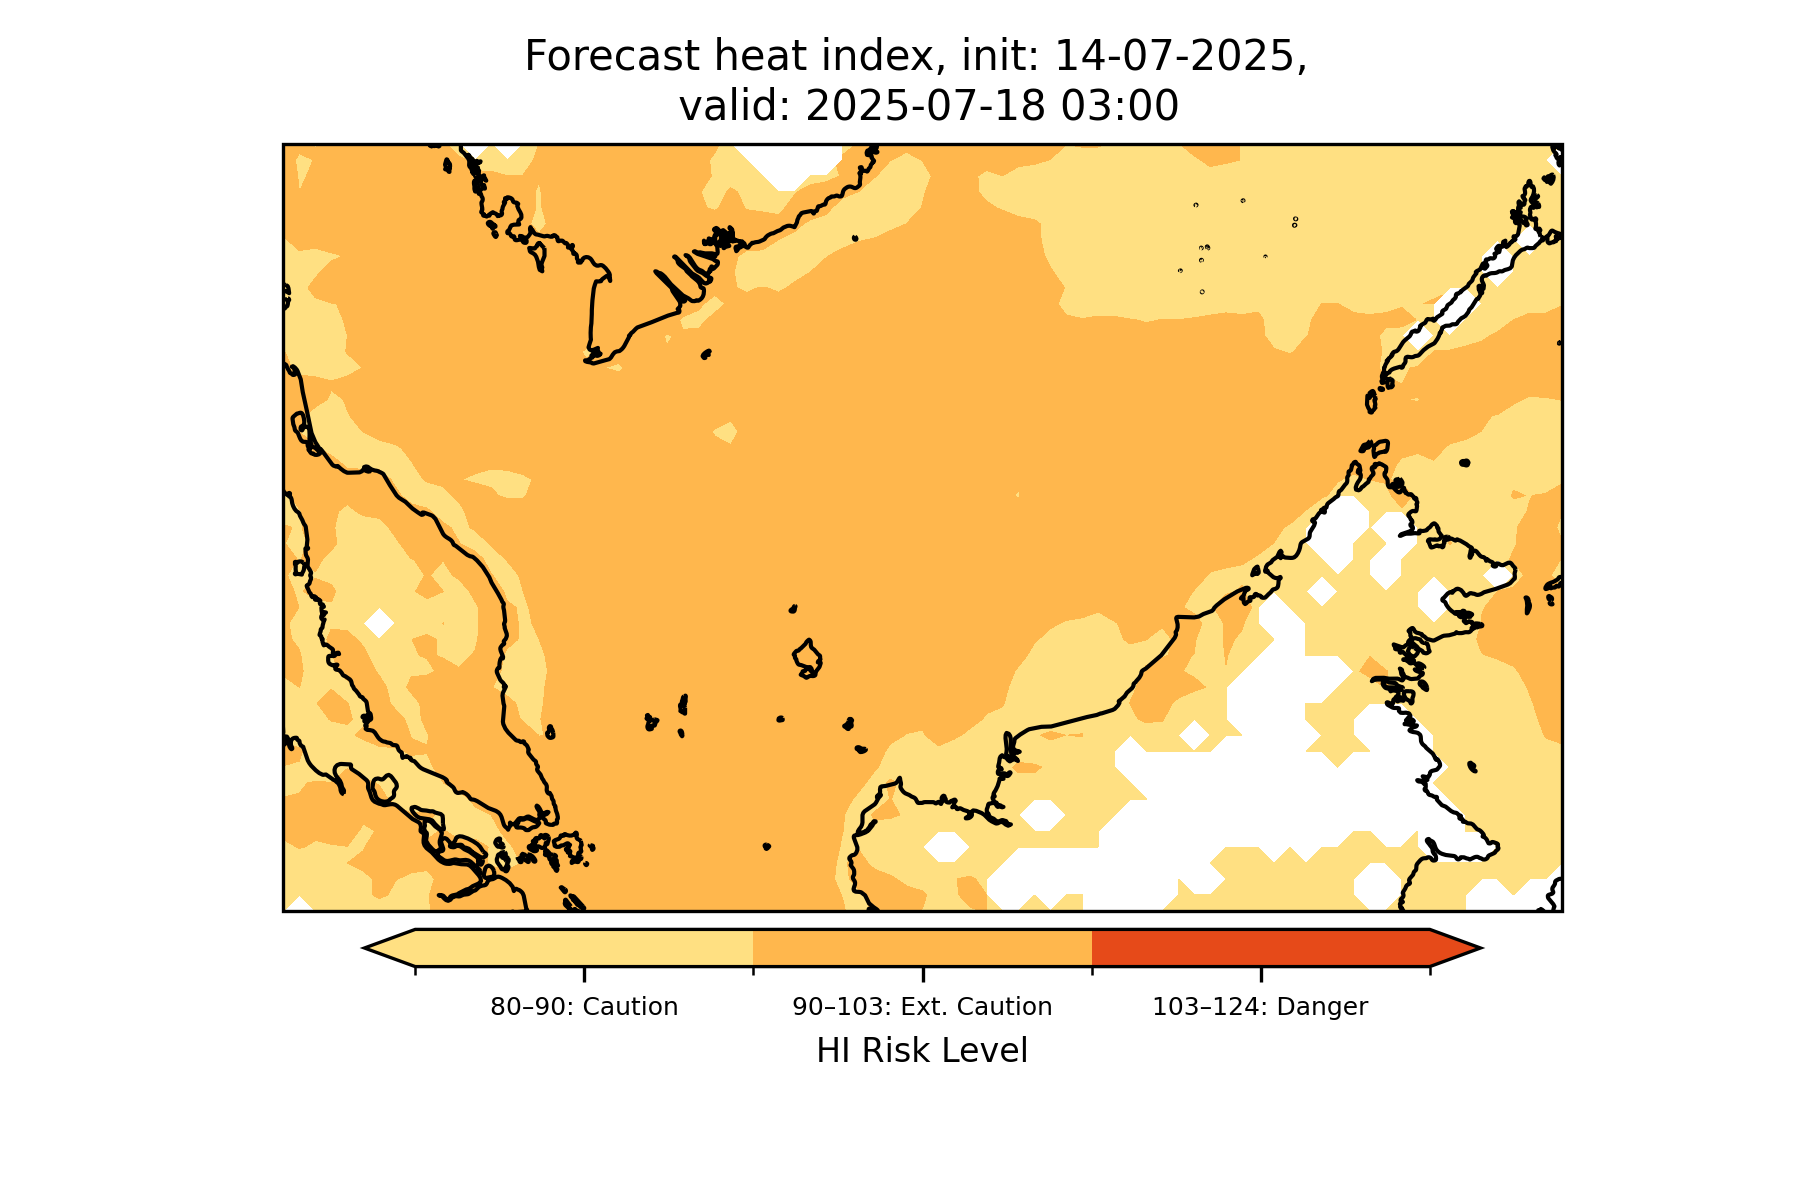 Forecast heat index, init: 14-07-2025,
valid: 2025-07-18 03:00
80–90: Caution
90–103: Ext. Caution
103–124: Danger
HI Risk Level